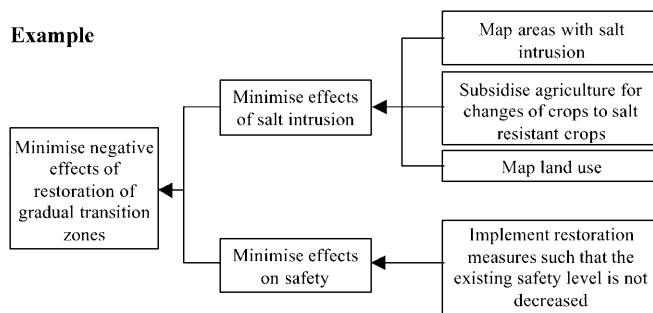 Example
Map areas with salt
intrusion
Minimise effects
of salt intrusion
Subsidise agriculture for
changes of crops to salt
resistant crops
Map land use
Minimise negative
effects of
restoration of
gradual transition
zones
Minimise effects
on safety
Implement restoration
measures such that the
existing safety level is not
decreased